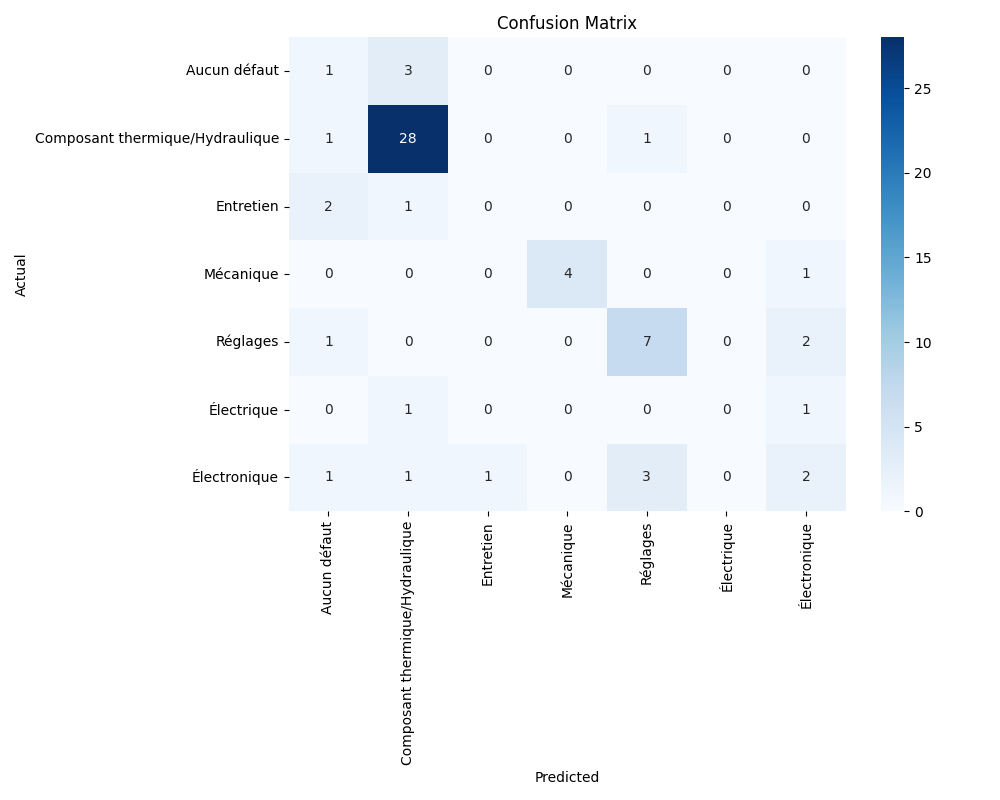 Confusion Matrix
Aucun défaut 1 3 0 0 0 0 0
Composant thermique/Hydraulique 1 28 0 0 1 0 0
Entretien 2 1 0 0 0 0 0
Mécanique 0 0 0 4 0 0 1
Réglages 1 0 0 0 7 0 2
Électrique 0 1 0 0 0 0 1
Électronique 1 1 1 0 3 0 2
Actual
Aucun défaut
Composant thermique/Hydraulique
Entretien
Mécanique
Réglages
Électrique
Électronique
Predicted
25
20
15
10
5
0